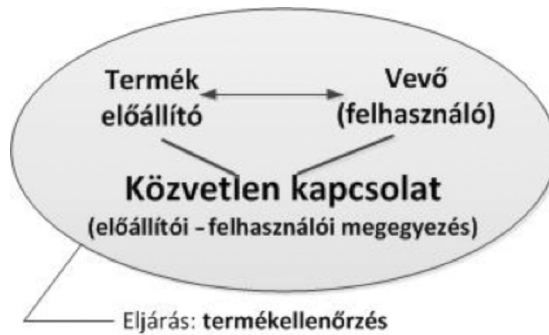 Termék
előállító
Vevő
(felhasználó)
Közvetlen kapcsolat
(előállítói – felhasználói megegyezés)
Eljárás: termékellenőrzés